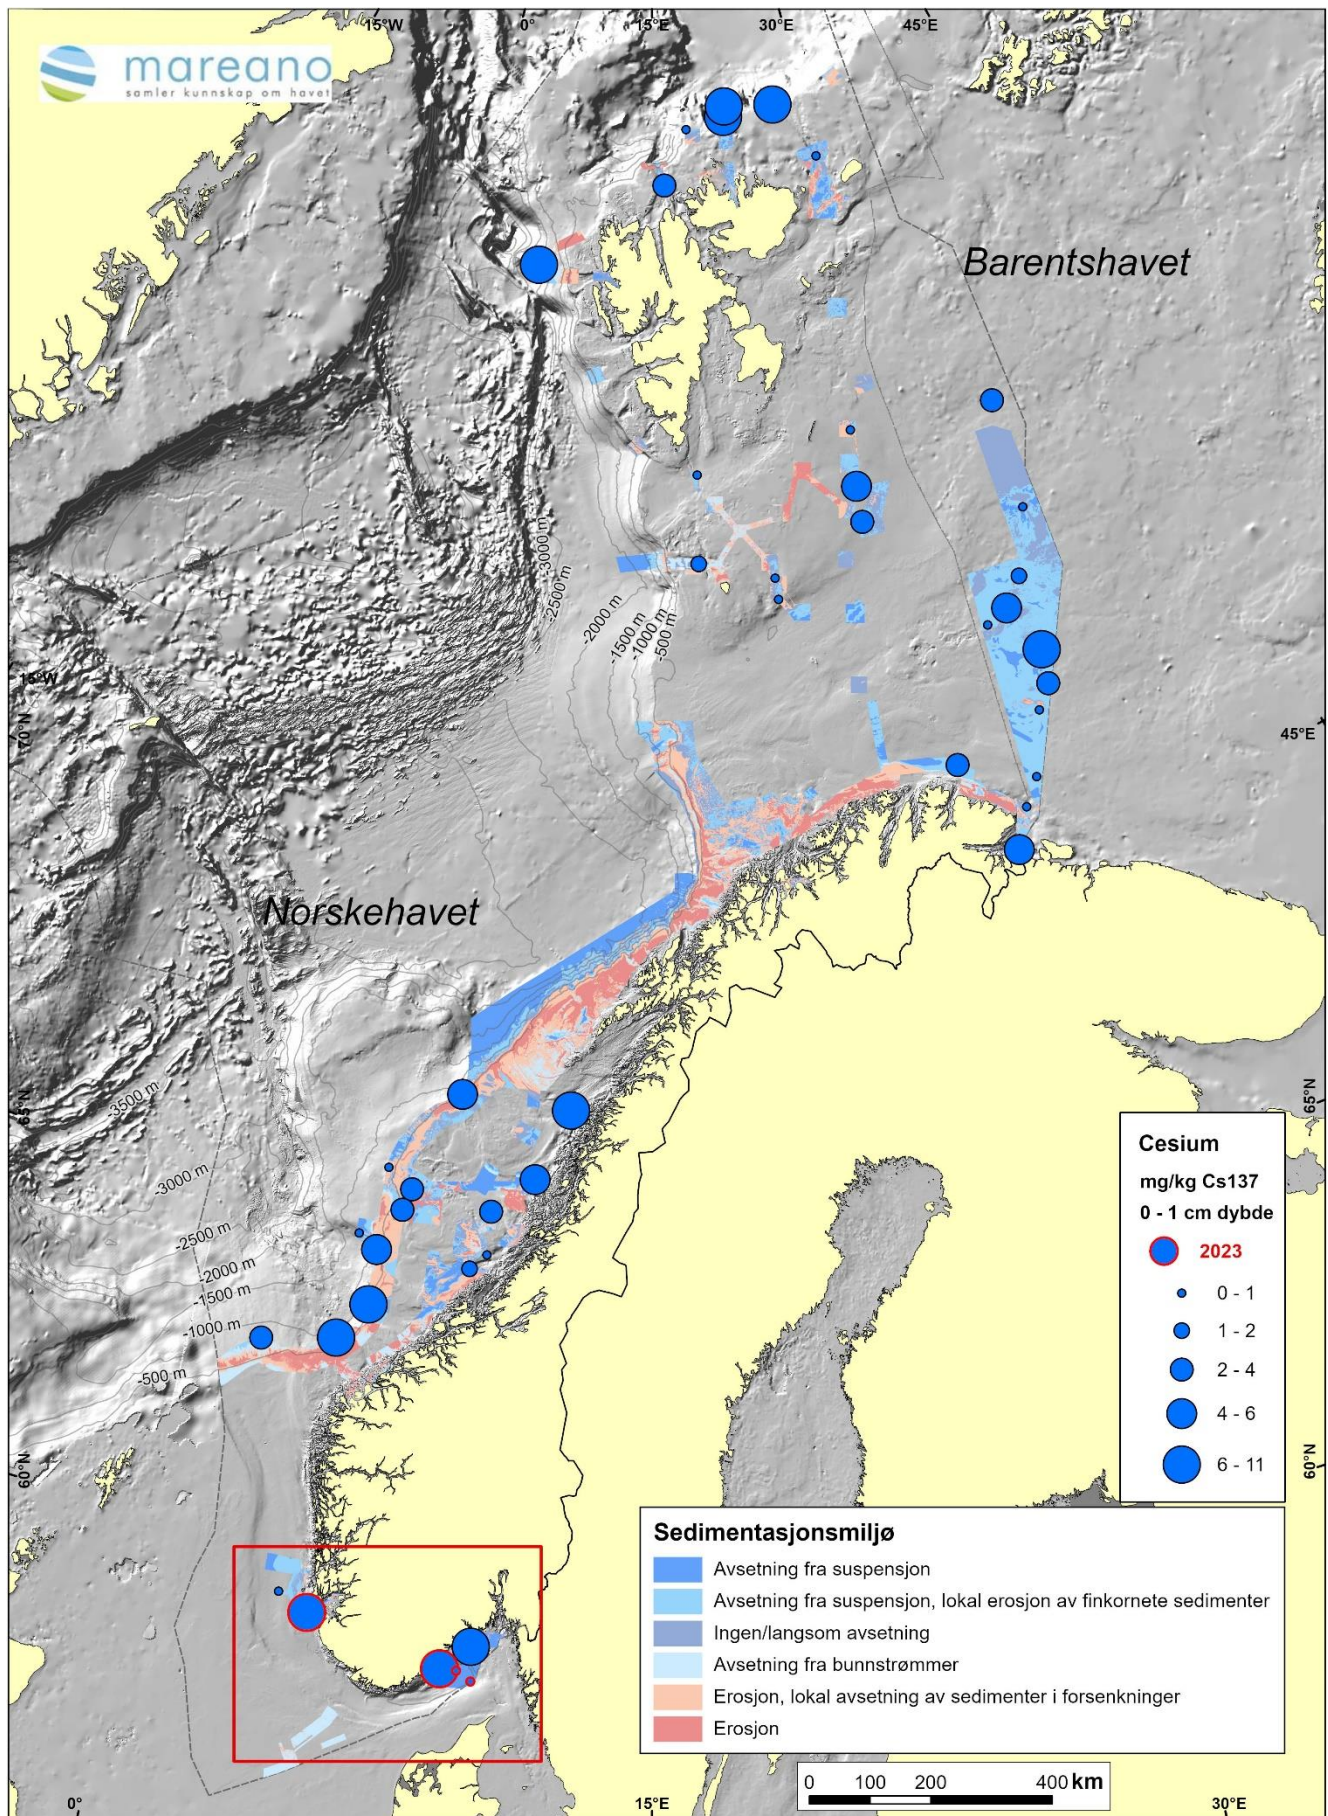 15°W
0°
15°E
30°E
45°E
mareano
samler kunnskap om havet
Barentshavet
-3000 m
-2500 m
-2000 m
-1500 m
-1000 m
-500 m
15°W
70°N
45°E
Norskehavet
65°N
-3500 m
65°N
-3000 m
-2500 m
-2000 m
-1500 m
-1000 m
-500 m
Cesium
mg/kg Cs137
0 - 1 cm dybde
2023
0 - 1
1 - 2
2 - 4
4 - 6
6 - 11
60°N
60°N
Sedimentasjonsmiljø
Avsetning fra suspensjon
Avsetning fra suspensjon, lokal erosjon av finkornete sedimenter
Ingen/langsom avsetning
Avsetning fra bunnstrømmer
Erosjon, lokal avsetning av sedimenter i forsenkninger
Erosjon
0 100 200 400 km
0°
15°E
30°E